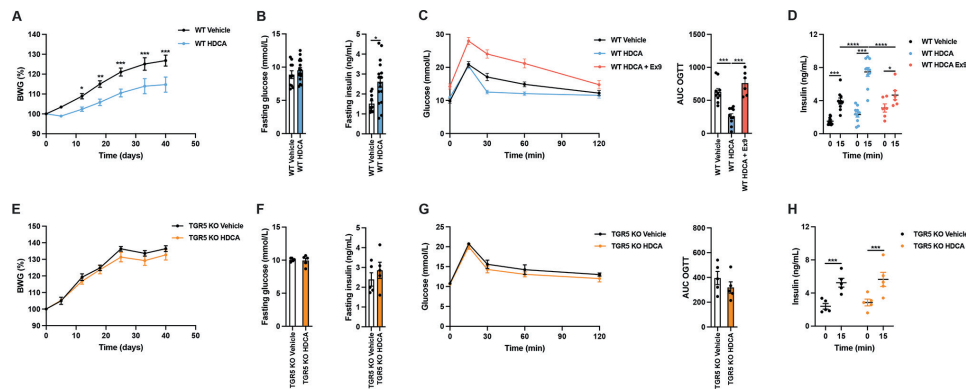 A
BWG (%)
140
130
120
110
100
90
0 10 20 30 40 50
Time (days)
* ** *** *** ***
WT Vehicle
WT HDCA
B
Fasting glucose (mmol/L)
15
10
5
0
WT Vehicle
WT HDCA
Fasting insulin (ng/mL)
5
4
3
2
1
0
*
WT Vehicle
WT HDCA
C
Glucose (mmol/L)
30
20
10
0
0 30 60 90 120
Time (min)
WT Vehicle
WT HDCA
WT HDCA + Ex9
AUC OGTT
1000
800
600
400
200
0
*** ***
WT Vehicle
WT HDCA
WT HDCA + Ex9
D
Insulin (ng/mL)
12
8
4
0
**** ****
*** *** *
0 15 0 15 0 15
Time (min)
WT Vehicle
WT HDCA
WT HDCA Ex9
E
BWG (%)
150
140
130
120
110
100
90
0 10 20 30 40 50
Time (days)
TGR5 KO Vehicle
TGR5 KO HDCA
F
Fasting glucose (mmol/L)
15
10
5
0
TGR5 KO Vehicle
TGR5 KO HDCA
Fasting insulin (ng/mL)
5
4
3
2
1
0
TGR5 KO Vehicle
TGR5 KO HDCA
G
Glucose (mmol/L)
25
20
15
10
5
0
0 30 60 90 120
Time (min)
TGR5 KO Vehicle
TGR5 KO HDCA
AUC OGTT
800
600
400
200
0
TGR5 KO Vehicle
TGR5 KO HDCA
H
Insulin (ng/mL)
12
9
6
3
0
*** ***
0 15 0 15
Time (min)
TGR5 KO Vehicle
TGR5 KO HDCA